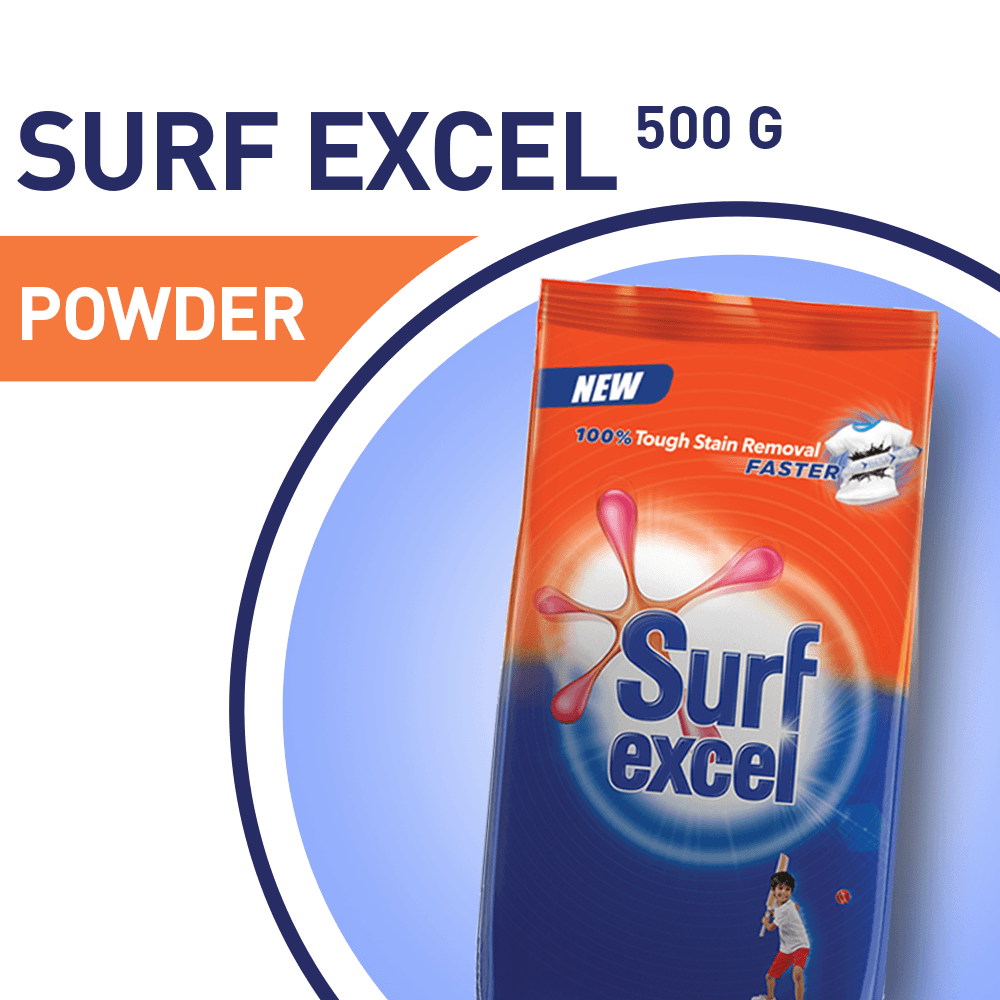 SURF EXCEL 500 G
POWDER
NEW
100% Tough Stain Removal
FASTER
Surf
excel